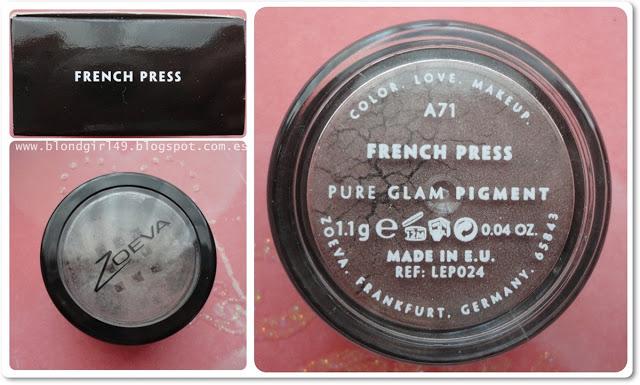 FRENCH PRESS
www.blondgirl49.blogspot.com.es
ZOEVA
COLOR. LOVE. MAKEUP.
A71
FRENCH PRESS
PURE GLAM PIGMENT
1.1g e 12M 0.04 OZ.
MADE IN E.U.
REF: LEP024
ZOEVA. FRANKFURT, GERMANY, 65843